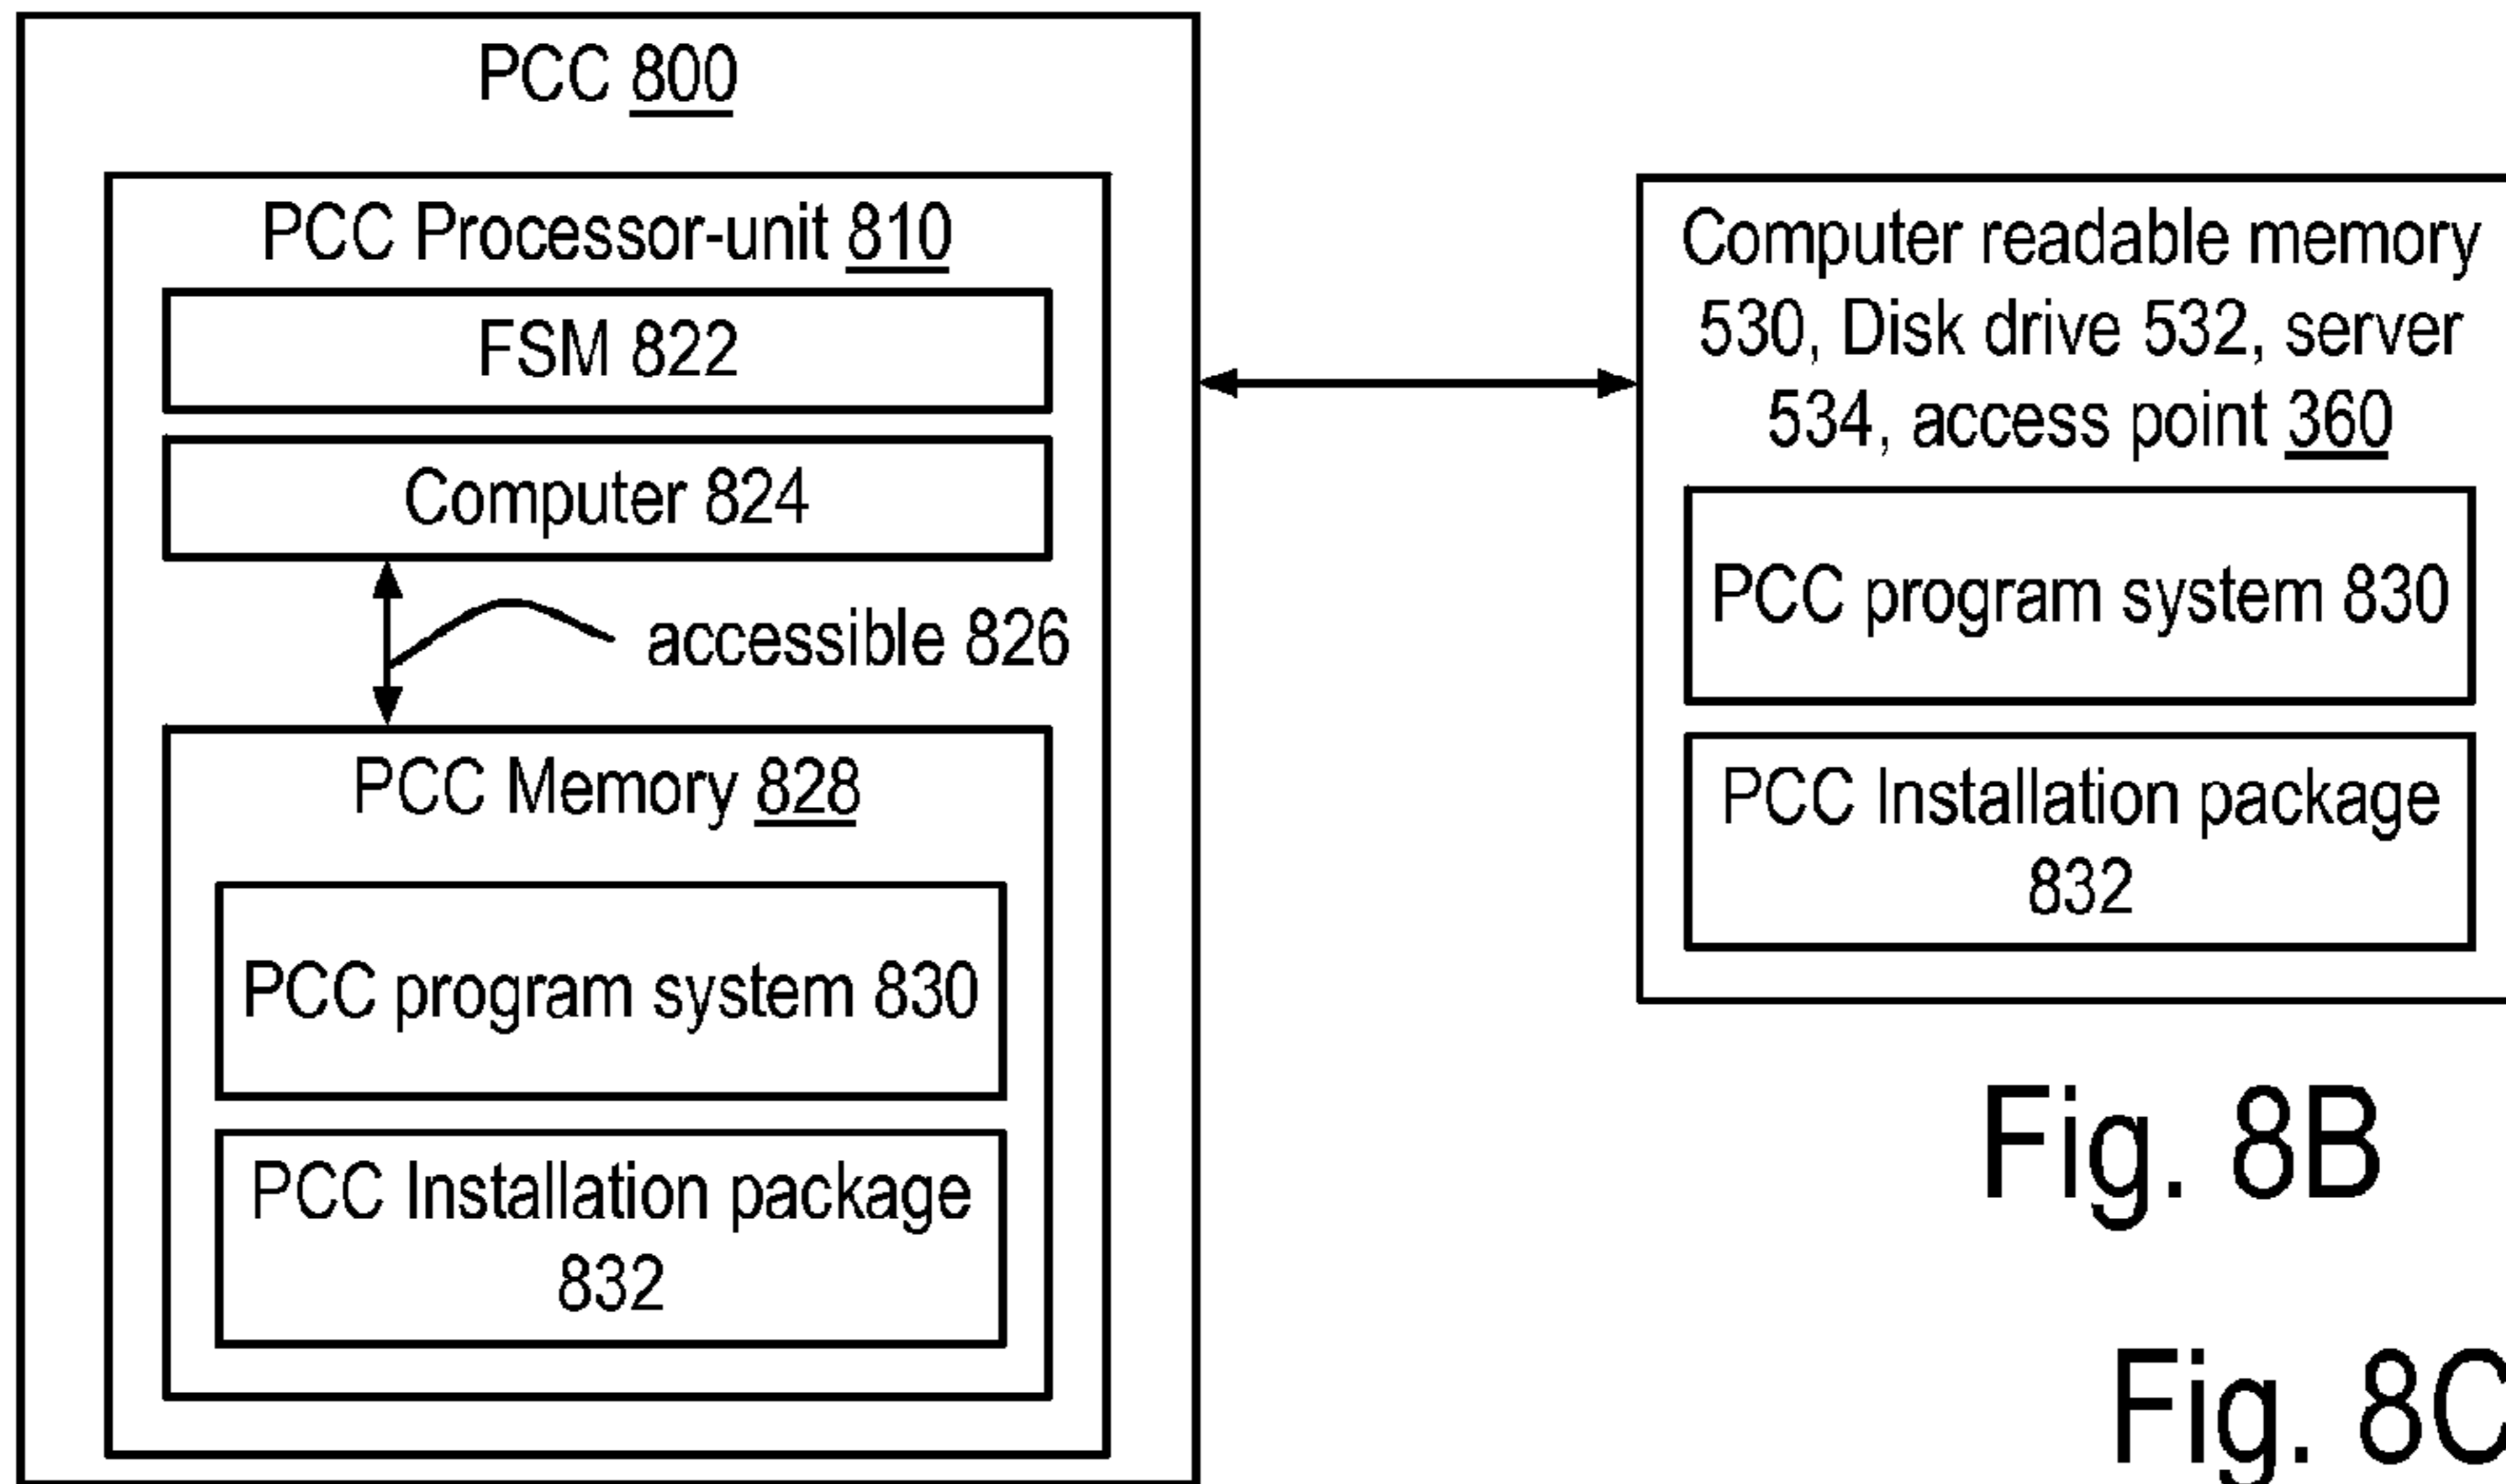 PCC 800
PCC Processor-unit 810
FSM 822
Computer 824
accessible 826
PCC Memory 828
PCC program system 830
PCC Installation package
832
Computer readable memory
530, Disk drive 532, server
534, access point 360
PCC program system 830
PCC Installation package
832
Fig. 8B
Fig. 8C